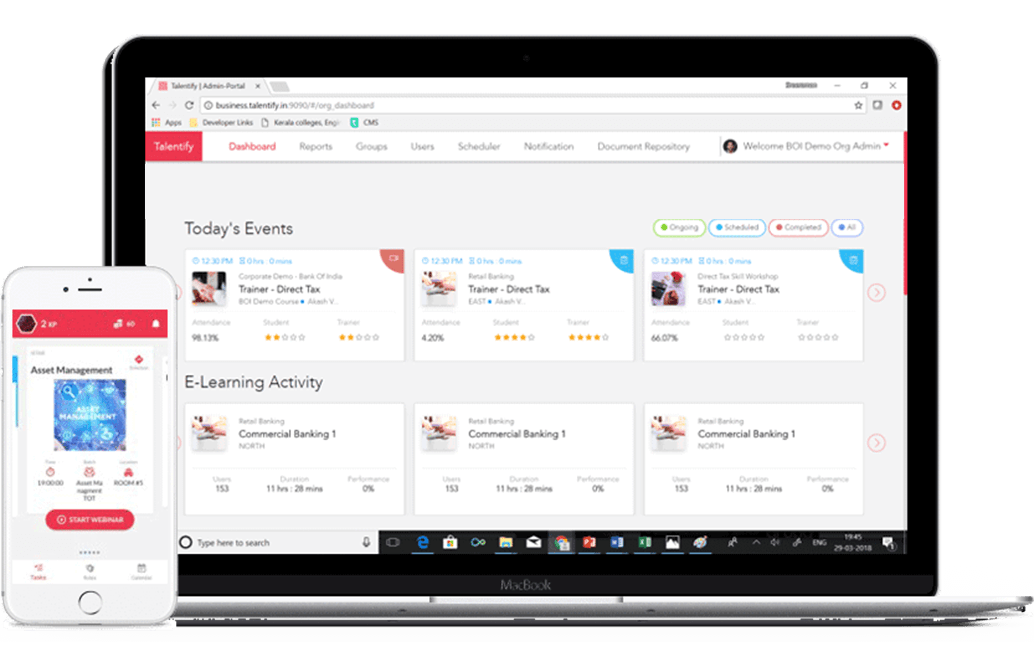 Talentify | Admin-Portal
business.talentify.in:9090/#/org_dashboard
Apps Developer Links Kerala colleges, Engi CMS
Talentify Dashboard Reports Groups Users Scheduler Notification Document Repository Welcome BOI Demo Org Admin
Today's Events
Ongoing Scheduled Completed All
12:30 PM 0 hrs : 0 mins
Corporate Demo - Bank Of India
Trainer - Direct Tax
BOI Demo Course Akash V...
Attendance Student Trainer
98.13%
12:30 PM 0 hrs : 0 mins
Retail Banking
Trainer - Direct Tax
EAST Akash V...
Attendance Student Trainer
4.20%
12:30 PM 0 hrs : 0 mins
Direct Tax Skill Workshop
Trainer - Direct Tax
EAST Akash V...
Attendance Student Trainer
66.07%
E-Learning Activity
Retail Banking
Commercial Banking 1
NORTH
Users Duration Performance
153 11 hrs : 28 mins 0%
Retail Banking
Commercial Banking 1
NORTH
Users Duration Performance
153 11 hrs : 28 mins 0%
Retail Banking
Commercial Banking 1
NORTH
Users Duration Performance
153 11 hrs : 28 mins 0%
Type here to search
ENG
19:45
29-03-2018
MacBook
2 XP 60
Asset Management
ASSET
MANAGEMENT
Time Batch Location
19:00:00 Asset Ma ROOM #5
nagment
TOT
START WEBINAR
Tasks Calendar